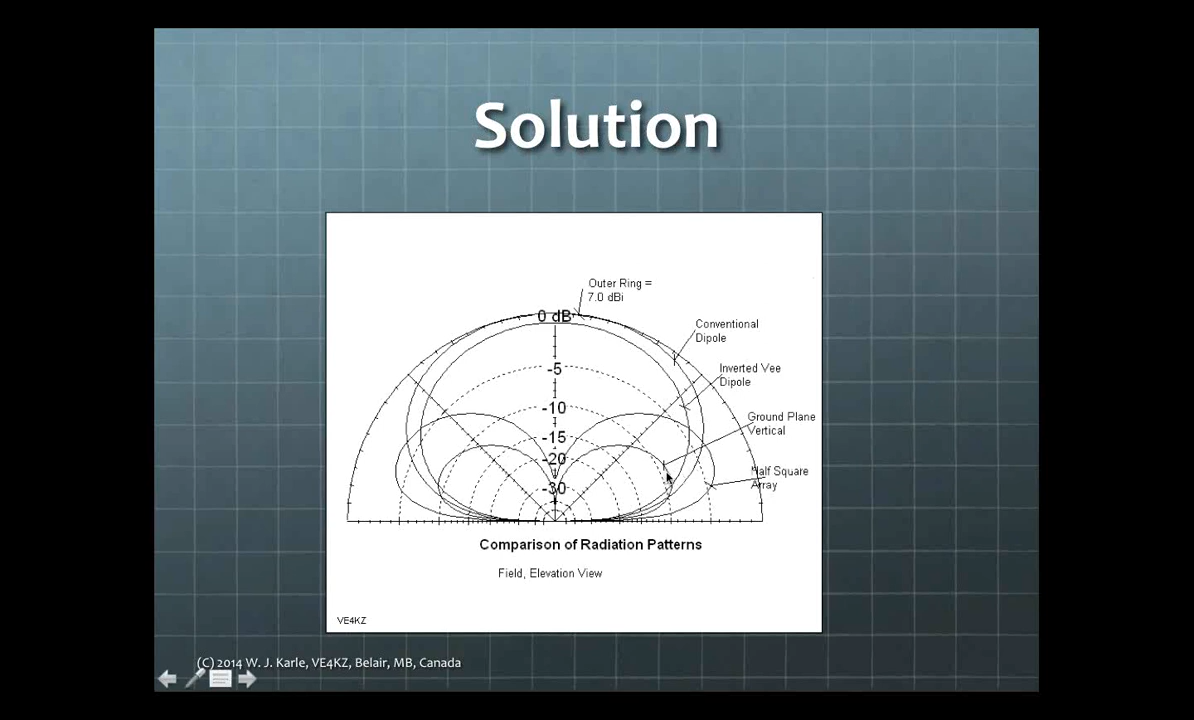 Solution
Outer Ring =
7.0 dBi
0 dB
Conventional
Dipole
-5
Inverted Vee
Dipole
-10
Ground Plane
Vertical
-15
-20
Half Square
Array
-30
Comparison of Radiation Patterns
Field, Elevation View
VE4KZ
(C) 2014 W. J. Karle, VE4KZ, Belair, MB, Canada